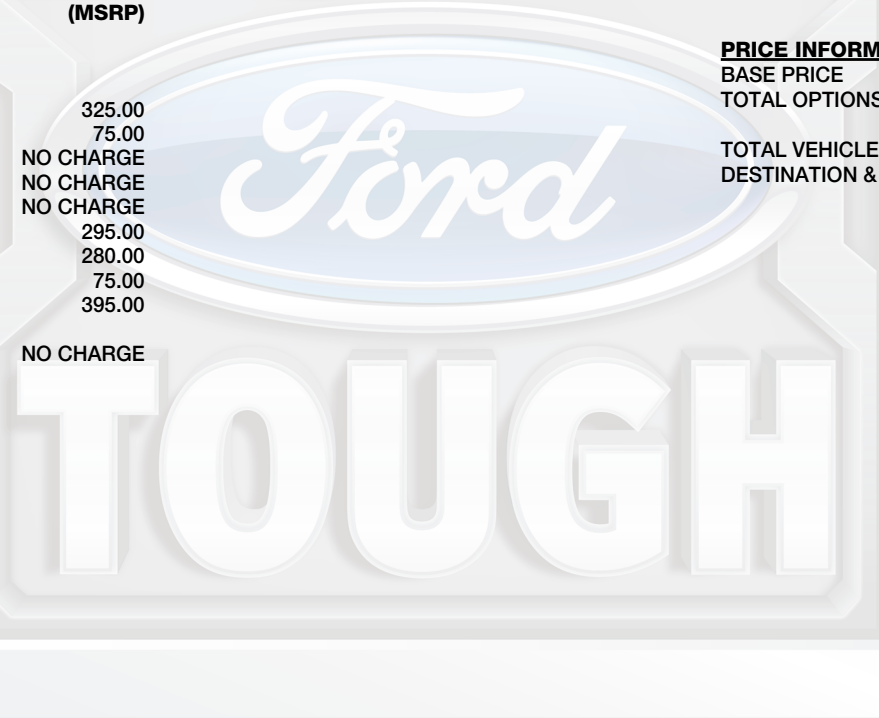 (MSRP)
325.00
75.00
NO CHARGE
NO CHARGE
NO CHARGE
295.00
280.00
75.00
395.00
NO CHARGE
PRICE INFORM
BASE PRICE
TOTAL OPTIONS
TOTAL VEHICLE
DESTINATION &
Ford
TOUGH